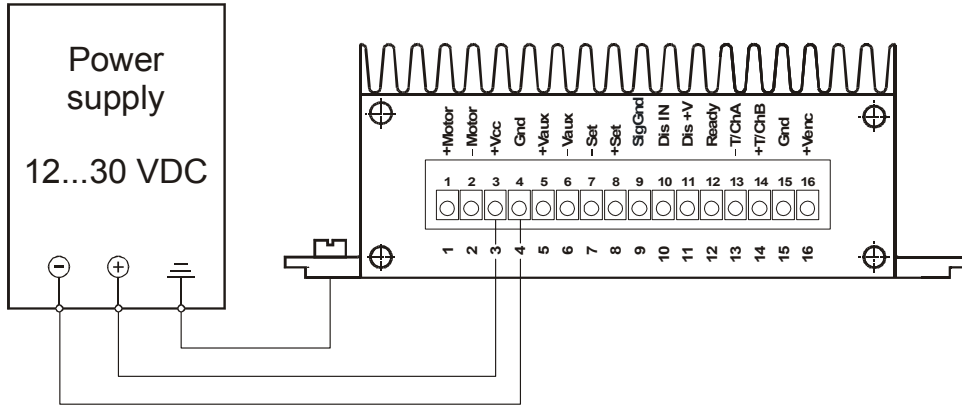 Power
supply
12...30 VDC
− + 
+Motor
−Motor
+Vcc
Gnd
+Vaux
−Vaux
−Set
+Set
SigGnd
Dis IN
Dis +V
Ready
−T/ChA
+T/ChB
Gnd
+Venc
1 2 3 4 5 6 7 8 9 10 11 12 13 14 15 16
1 2 3 4 5 6 7 8 9 10 11 12 13 14 15 16